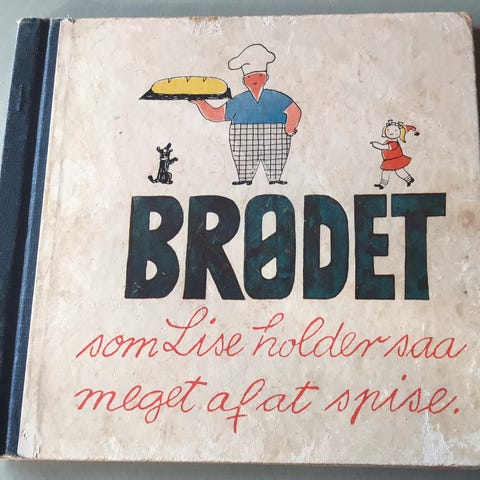 BRØDET
som Lise holder saa
meget af at spise.